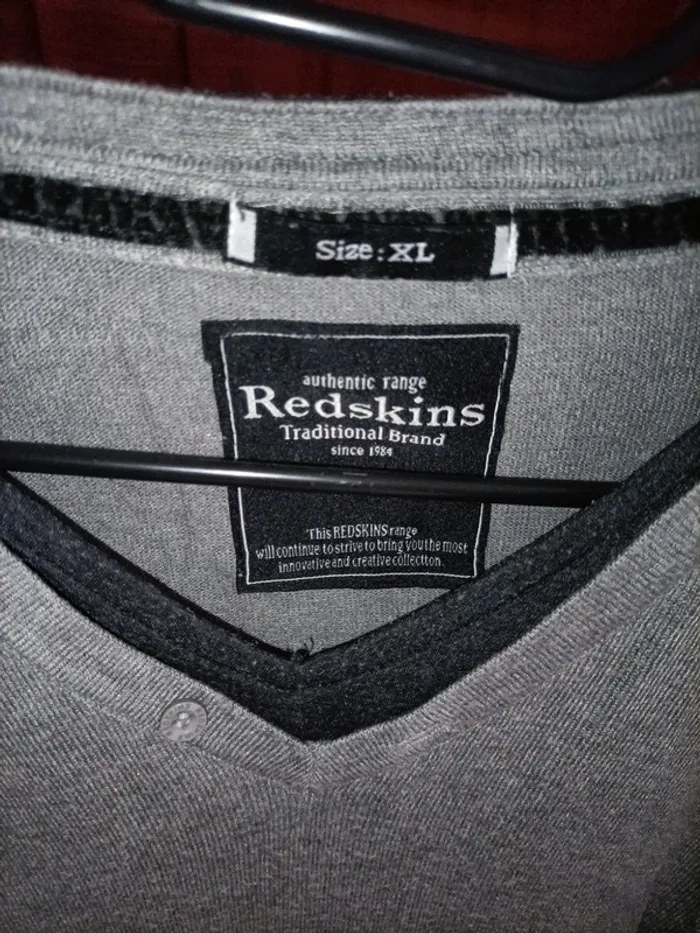 Size: XL
authentic range
Redskins
Traditional Brand
since 1984
This REDSKINS range
will continue to strive to bring you the most
innovative and creative collection.